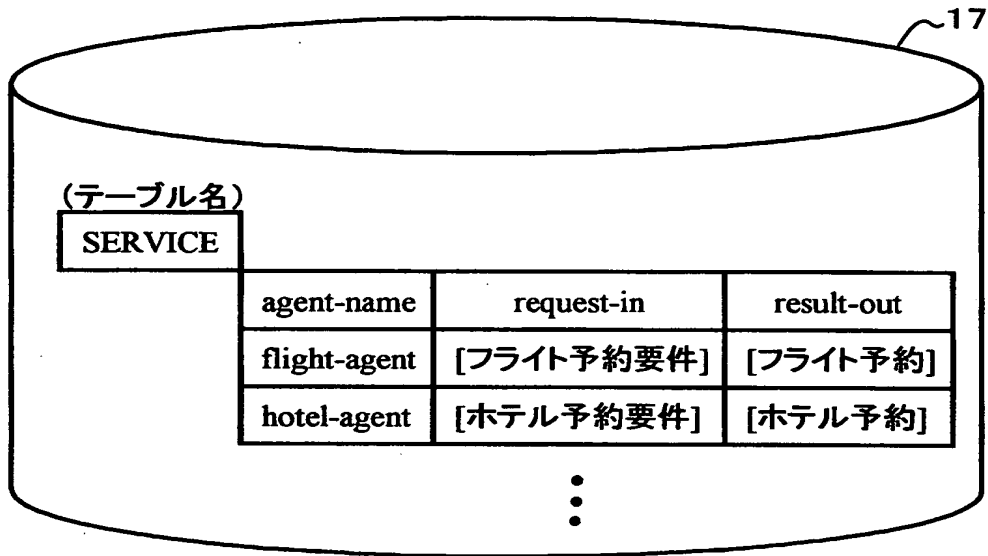 17
(テーブル名)
SERVICE
agent-name request-in result-out
flight-agent [フライト予約要件] [フライト予約]
hotel-agent [ホテル予約要件] [ホテル予約]